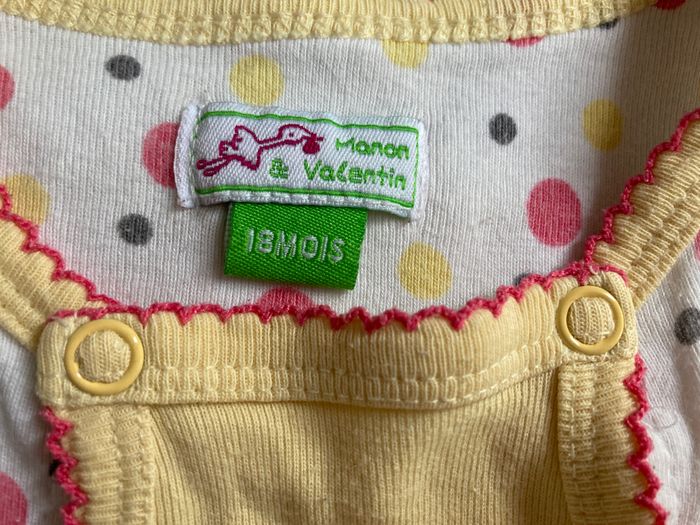 Manon
& Valentin
18MOIS